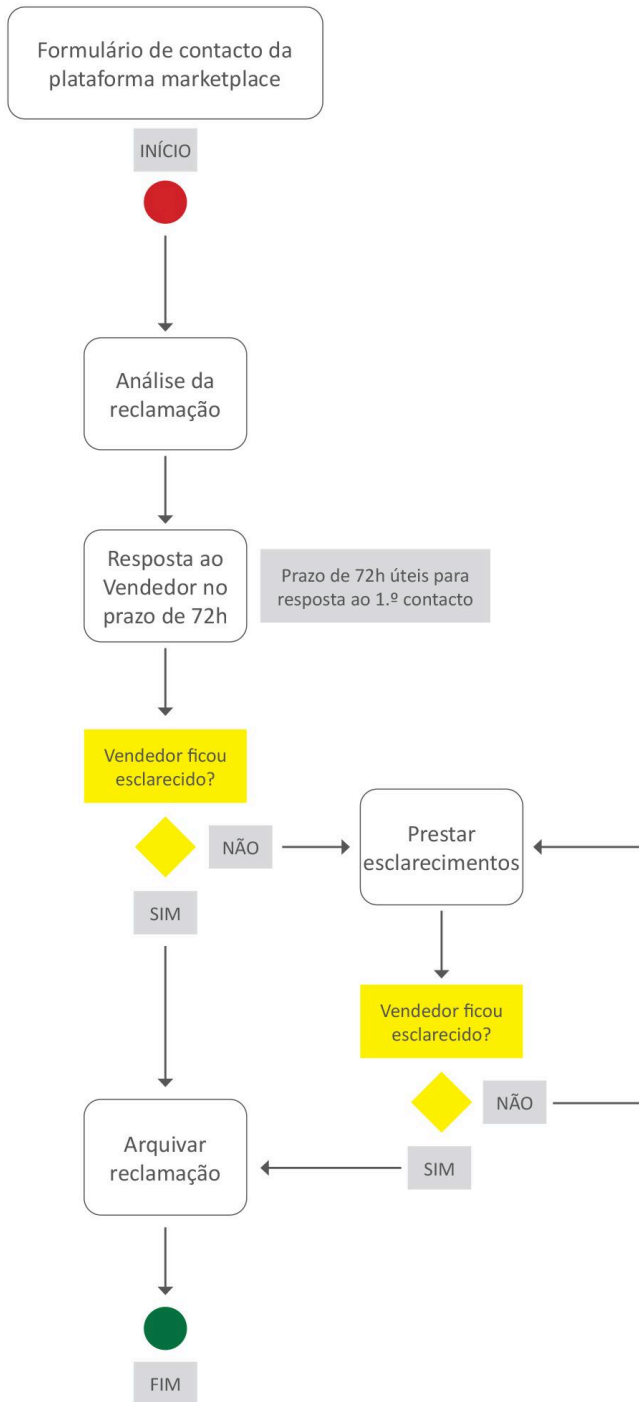 Formulário de contacto da
plataforma marketplace
INÍCIO
Análise da
reclamação
Resposta ao
Vendedor no
prazo de 72h
Prazo de 72h úteis para
resposta ao 1.º contacto
Vendedor ficou
esclarecido?
NÃO
SIM
Prestar
esclarecimentos
Vendedor ficou
esclarecido?
NÃO
SIM
Arquivar
reclamação
FIM